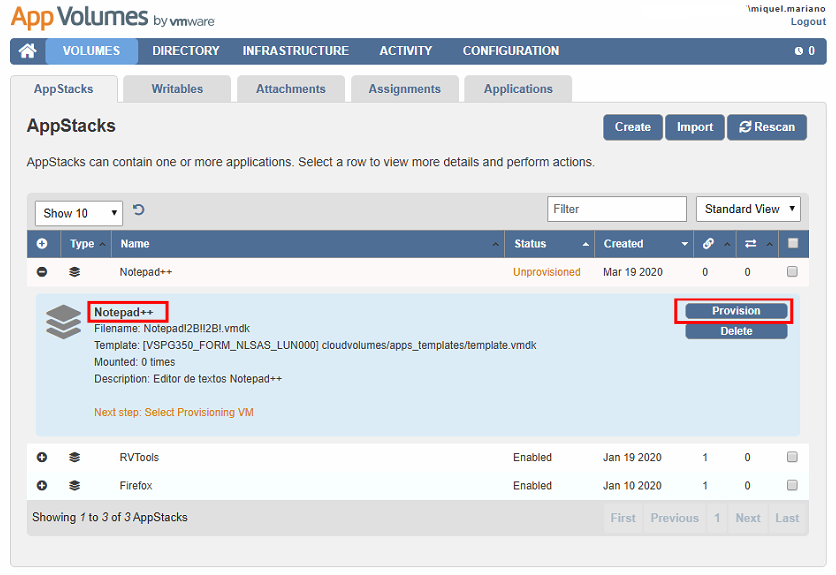 App Volumes by vmware
\miquel.mariano
Logout
VOLUMES DIRECTORY INFRASTRUCTURE ACTIVITY CONFIGURATION 0
AppStacks Writables Attachments Assignments Applications
AppStacks
Create Import Rescan
AppStacks can contain one or more applications. Select a row to view more details and perform actions.
Show 10 Filter Standard View
Type Name Status Created
Notepad++ Unprovisioned Mar 19 2020 0 0
Notepad++
Provision
Filename: Notepad!2B!!2B!.vmdk
Delete
Template: [VSPG350_FORM_NLSAS_LUN000] cloudvolumes/apps_templates/template.vmdk
Mounted: 0 times
Description: Editor de textos Notepad++
Next step: Select Provisioning VM
RVTools Enabled Jan 19 2020 1 0
Firefox Enabled Jan 10 2020 1 0
Showing 1 to 3 of 3 AppStacks
First Previous 1 Next Last